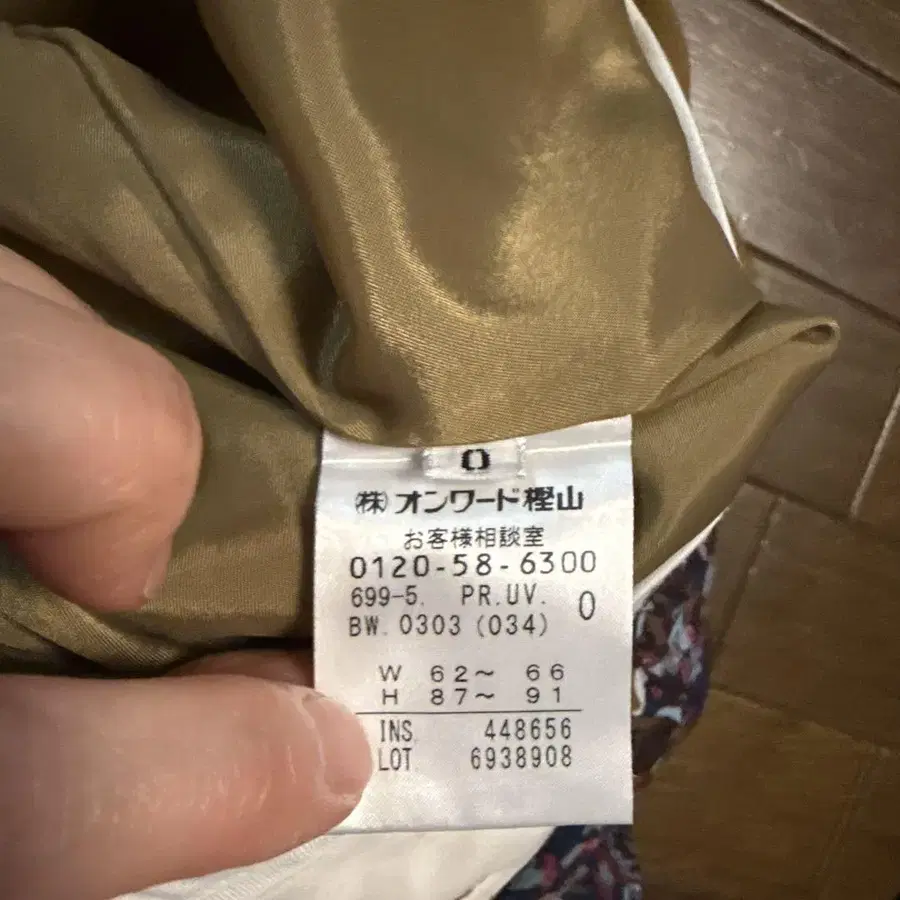 0
(株)オンワード樫山
お客様相談室
0120-58-6300
699-5. PR.UV. 0
BW. 0303 (034)
W 62～ 66
H 87～ 91
INS. 448656
LOT 6938908